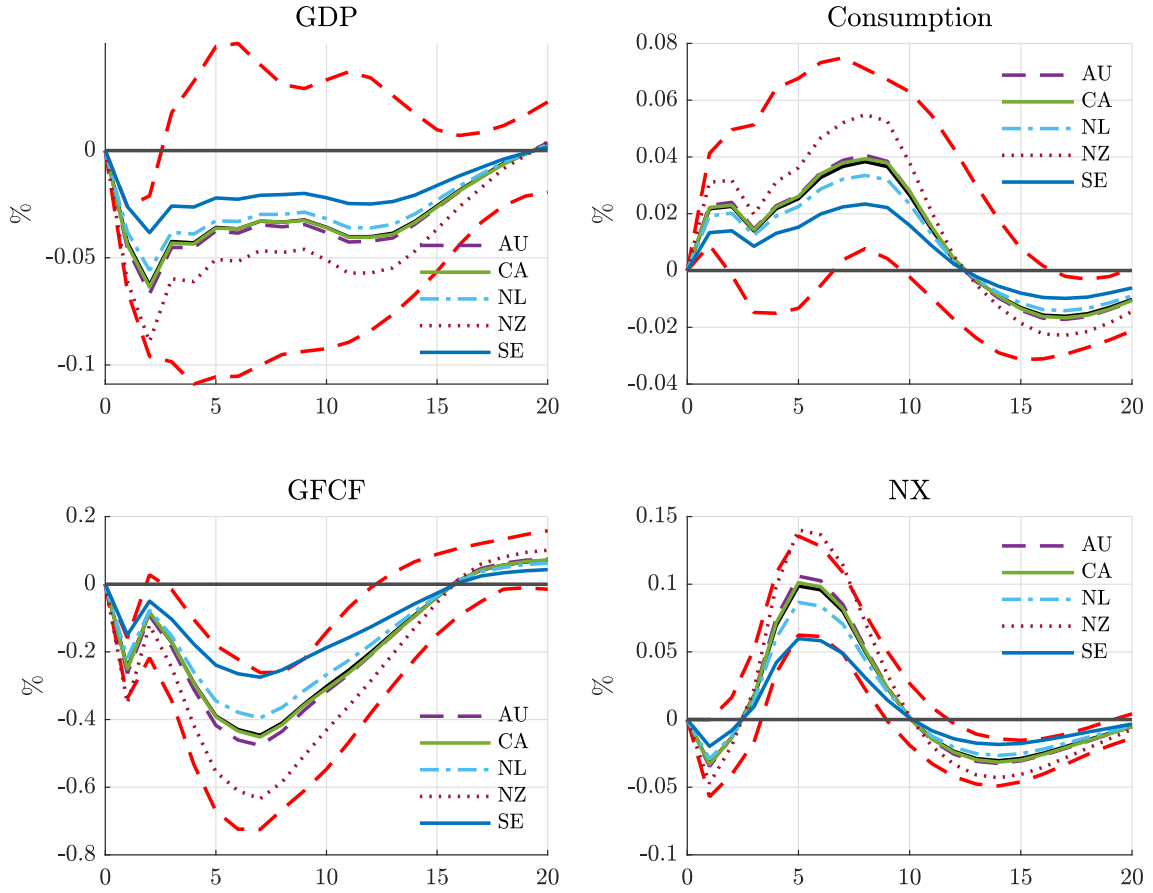 GDP
%
0
-0.05
-0.1
AU
CA
NL
NZ
SE
0 5 10 15 20
Consumption
%
0.08
0.06
0.04
0.02
0
-0.02
-0.04
AU
CA
NL
NZ
SE
0 5 10 15 20
GFCF
%
0.2
0
-0.2
-0.4
-0.6
-0.8
AU
CA
NL
NZ
SE
0 5 10 15 20
NX
%
0.15
0.1
0.05
0
-0.05
-0.1
AU
CA
NL
NZ
SE
0 5 10 15 20